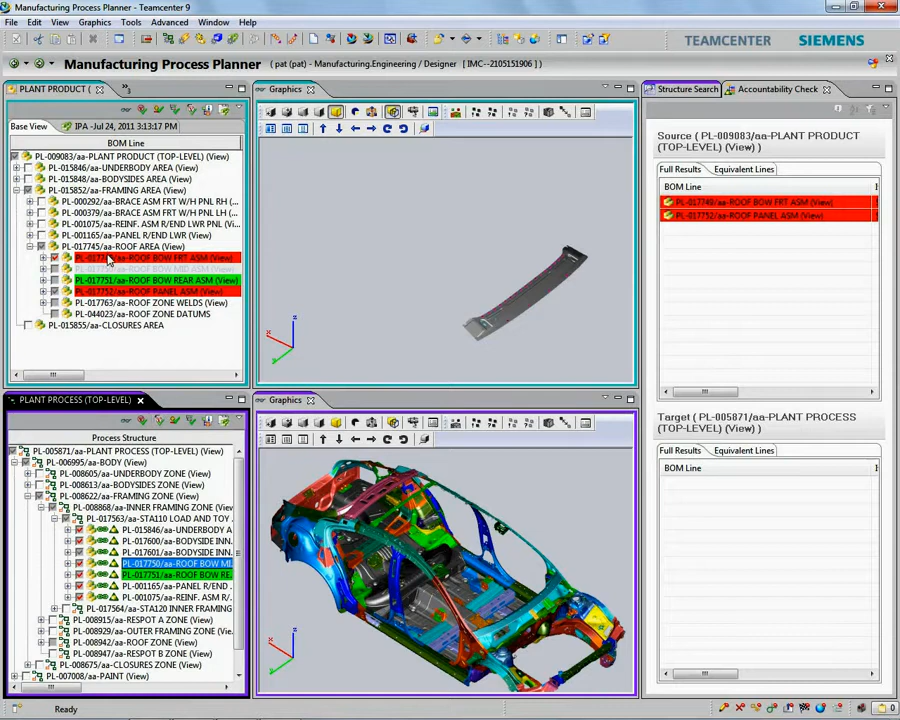 Manufacturing Process Planner - Teamcenter 9
File Edit View Graphics Tools Advanced Window Help
TEAMCENTER SIEMENS
Manufacturing Process Planner ( pat (pat) - Manufacturing.Engineering / Designer [ IMC--2105151906 ] )
PLANT PRODUCT (
Base View IPA -Jul 24, 2011 3:13:17 PM
BOM Line
PL-009083/aa-PLANT PRODUCT (TOP-LEVEL) (View)
PL-015846/aa-UNDERBODY AREA (View)
PL-015848/aa-BODYSIDES AREA (View)
PL-015852/aa-FRAMING AREA (View)
PL-000292/aa-BRACE ASM FRT W/H PNL RH (...
PL-000379/aa-BRACE ASM FRT W/H PNL LH (...
PL-001075/aa-REINF. ASM R/END LWR PNL (Vi...
PL-001165/aa-PANEL R/END LWR (View)
PL-017745/aa-ROOF AREA (View)
aa-ROOF BOW FRT ASM (View)
aa-ROOF BOW MID ASM (View)
PL-017751/aa-ROOF BOW REAR ASM (View)
PL-017752/aa-ROOF PANEL ASM (View)
PL-017763/aa-ROOF ZONE WELDS (View)
PL-044023/aa-ROOF ZONE DATUMS
PL-015855/aa-CLOSURES AREA
Graphics
Structure Search Accountability Check
Source ( PL-009083/aa-PLANT PRODUCT
(TOP-LEVEL) (View) )
Full Results Equivalent Lines
BOM Line
PL-017749/aa-ROOF BOW FRT ASM (View)
PL-017752/aa-ROOF PANEL ASM (View)
Target ( PL-005871/aa-PLANT PROCESS
(TOP-LEVEL) (View) )
Full Results Equivalent Lines
BOM Line
PLANT PROCESS (TOP-LEVEL)
Process Structure
PL-005871/aa-PLANT PROCESS (TOP-LEVEL) (View)
PL-006995/aa-BODY (View)
PL-008605/aa-UNDERBODY ZONE (View)
PL-008613/aa-BODYSIDES ZONE (View)
PL-008622/aa-FRAMING ZONE (View)
PL-008868/aa-INNER FRAMING ZONE (View)
PL-017563/aa-STA110 LOAD AND TOY ..
PL-015846/aa-UNDERBODY A
PL-017600/aa-BODYSIDE INN.
PL-017601/aa-BODYSIDE INN.
PL-017750/aa-ROOF BOW MI.
PL-017751/aa-ROOF BOW RE.
PL-001165/aa-PANEL R/END ..
PL-001075/aa-REINF. ASM R/.
PL-017564/aa-STA120 INNER FRAMING
PL-008915/aa-RESPOT A ZONE (View)
PL-008929/aa-OUTER FRAMING ZONE (View)
PL-008942/aa-ROOF ZONE (View)
PL-008947/aa-RESPOT B ZONE (View)
PL-008675/aa-CLOSURES ZONE (View)
PL-007008/aa-PAINT (View)
Graphics
Ready
0